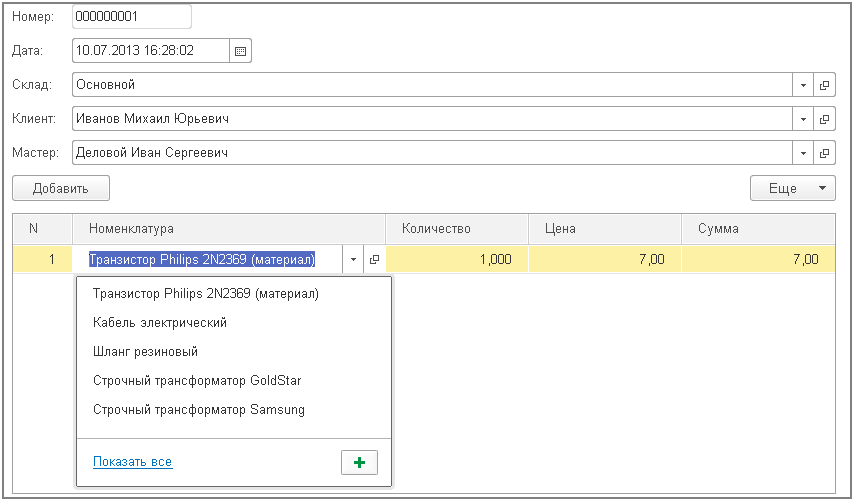 Номер: 000000001
Дата: 10.07.2013 16:28:02
Склад: Основной
Клиент: Иванов Михаил Юрьевич
Мастер: Деловой Иван Сергеевич
Добавить Еще
N Номенклатура Количество Цена Сумма
1 Транзистор Philips 2N2369 (материал) 1,000 7,00 7,00
Транзистор Philips 2N2369 (материал)
Кабель электрический
Шланг резиновый
Строчный трансформатор GoldStar
Строчный трансформатор Samsung
Показать все